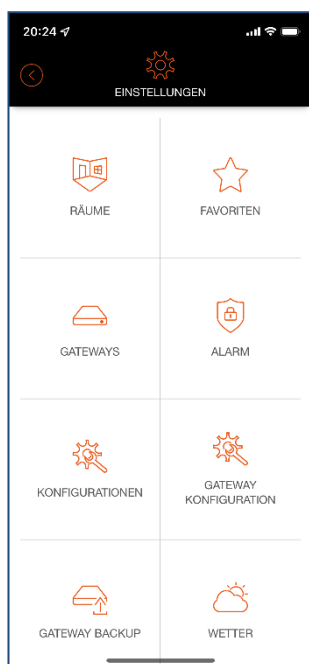 20:24
EINSTELLUNGEN
RÄUME
FAVORITEN
GATEWAYS
ALARM
KONFIGURATIONEN
GATEWAY
KONFIGURATION
GATEWAY BACKUP
WETTER